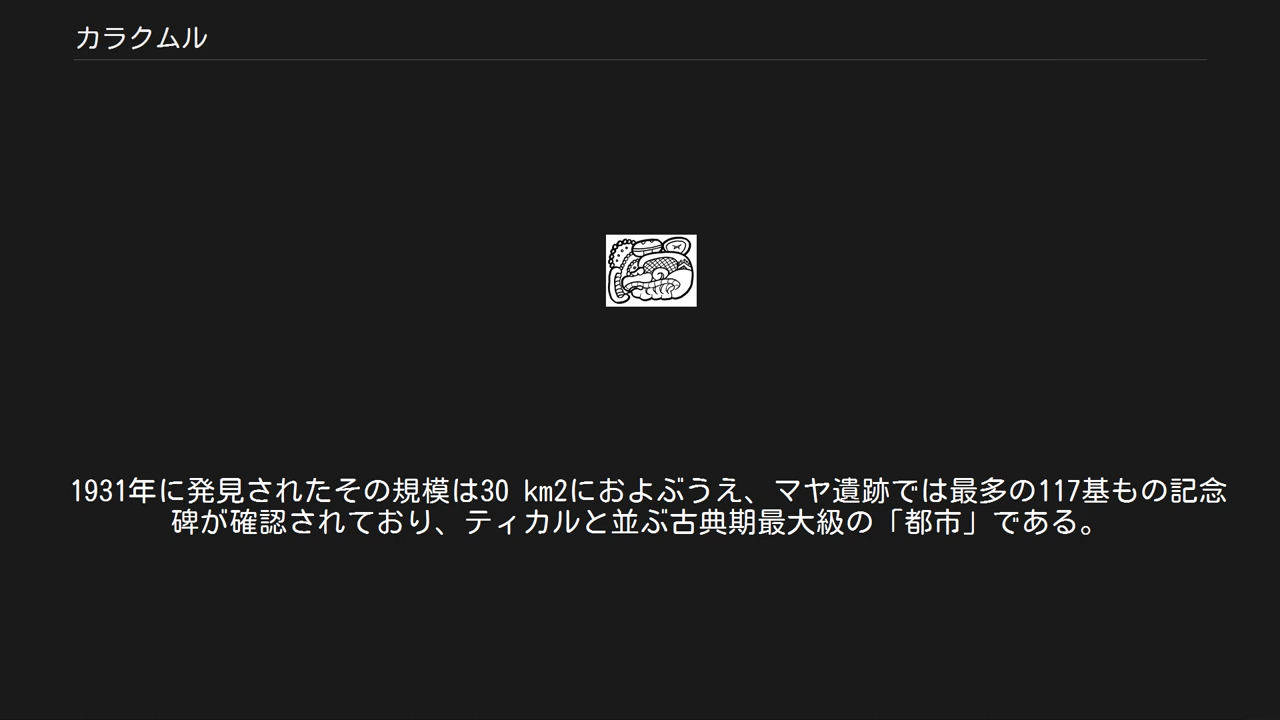 カラクムル
1931年に発見されたその規模は30 km2におよぶうえ、マヤ遺跡では最多の117基もの記念
碑が確認されており、ティカルと並ぶ古典期最大級の「都市」である。